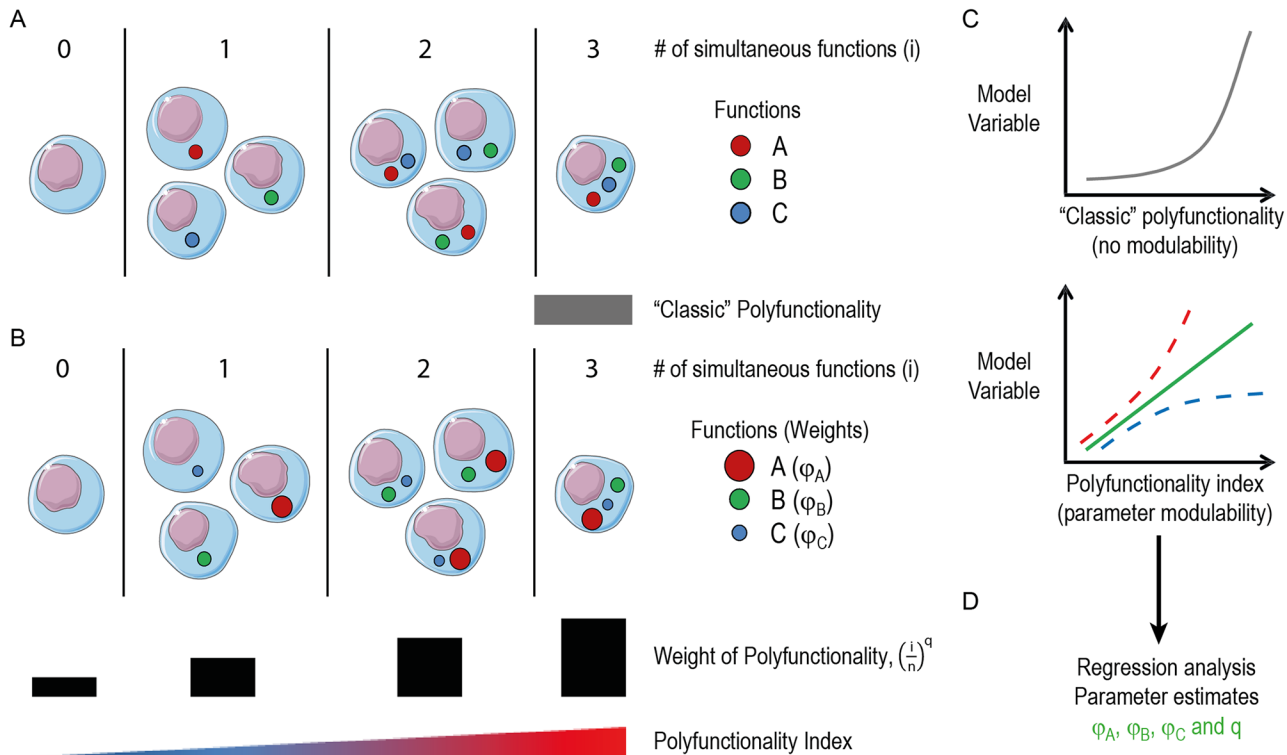 A
0 1 2 3 # of simultaneous functions (i)
Functions
A
B
C
“Classic” Polyfunctionality
B
0 1 2 3 # of simultaneous functions (i)
Functions (Weights)
A (φA)
B (φB)
C (φC)
Weight of Polyfunctionality, (i/n)^q
Polyfunctionality Index
C
Model
Variable
“Classic” polyfunctionality
(no modulability)
Model
Variable
Polyfunctionality index
(parameter modulability)
D
Regression analysis
Parameter estimates
φA, φB, φC and q